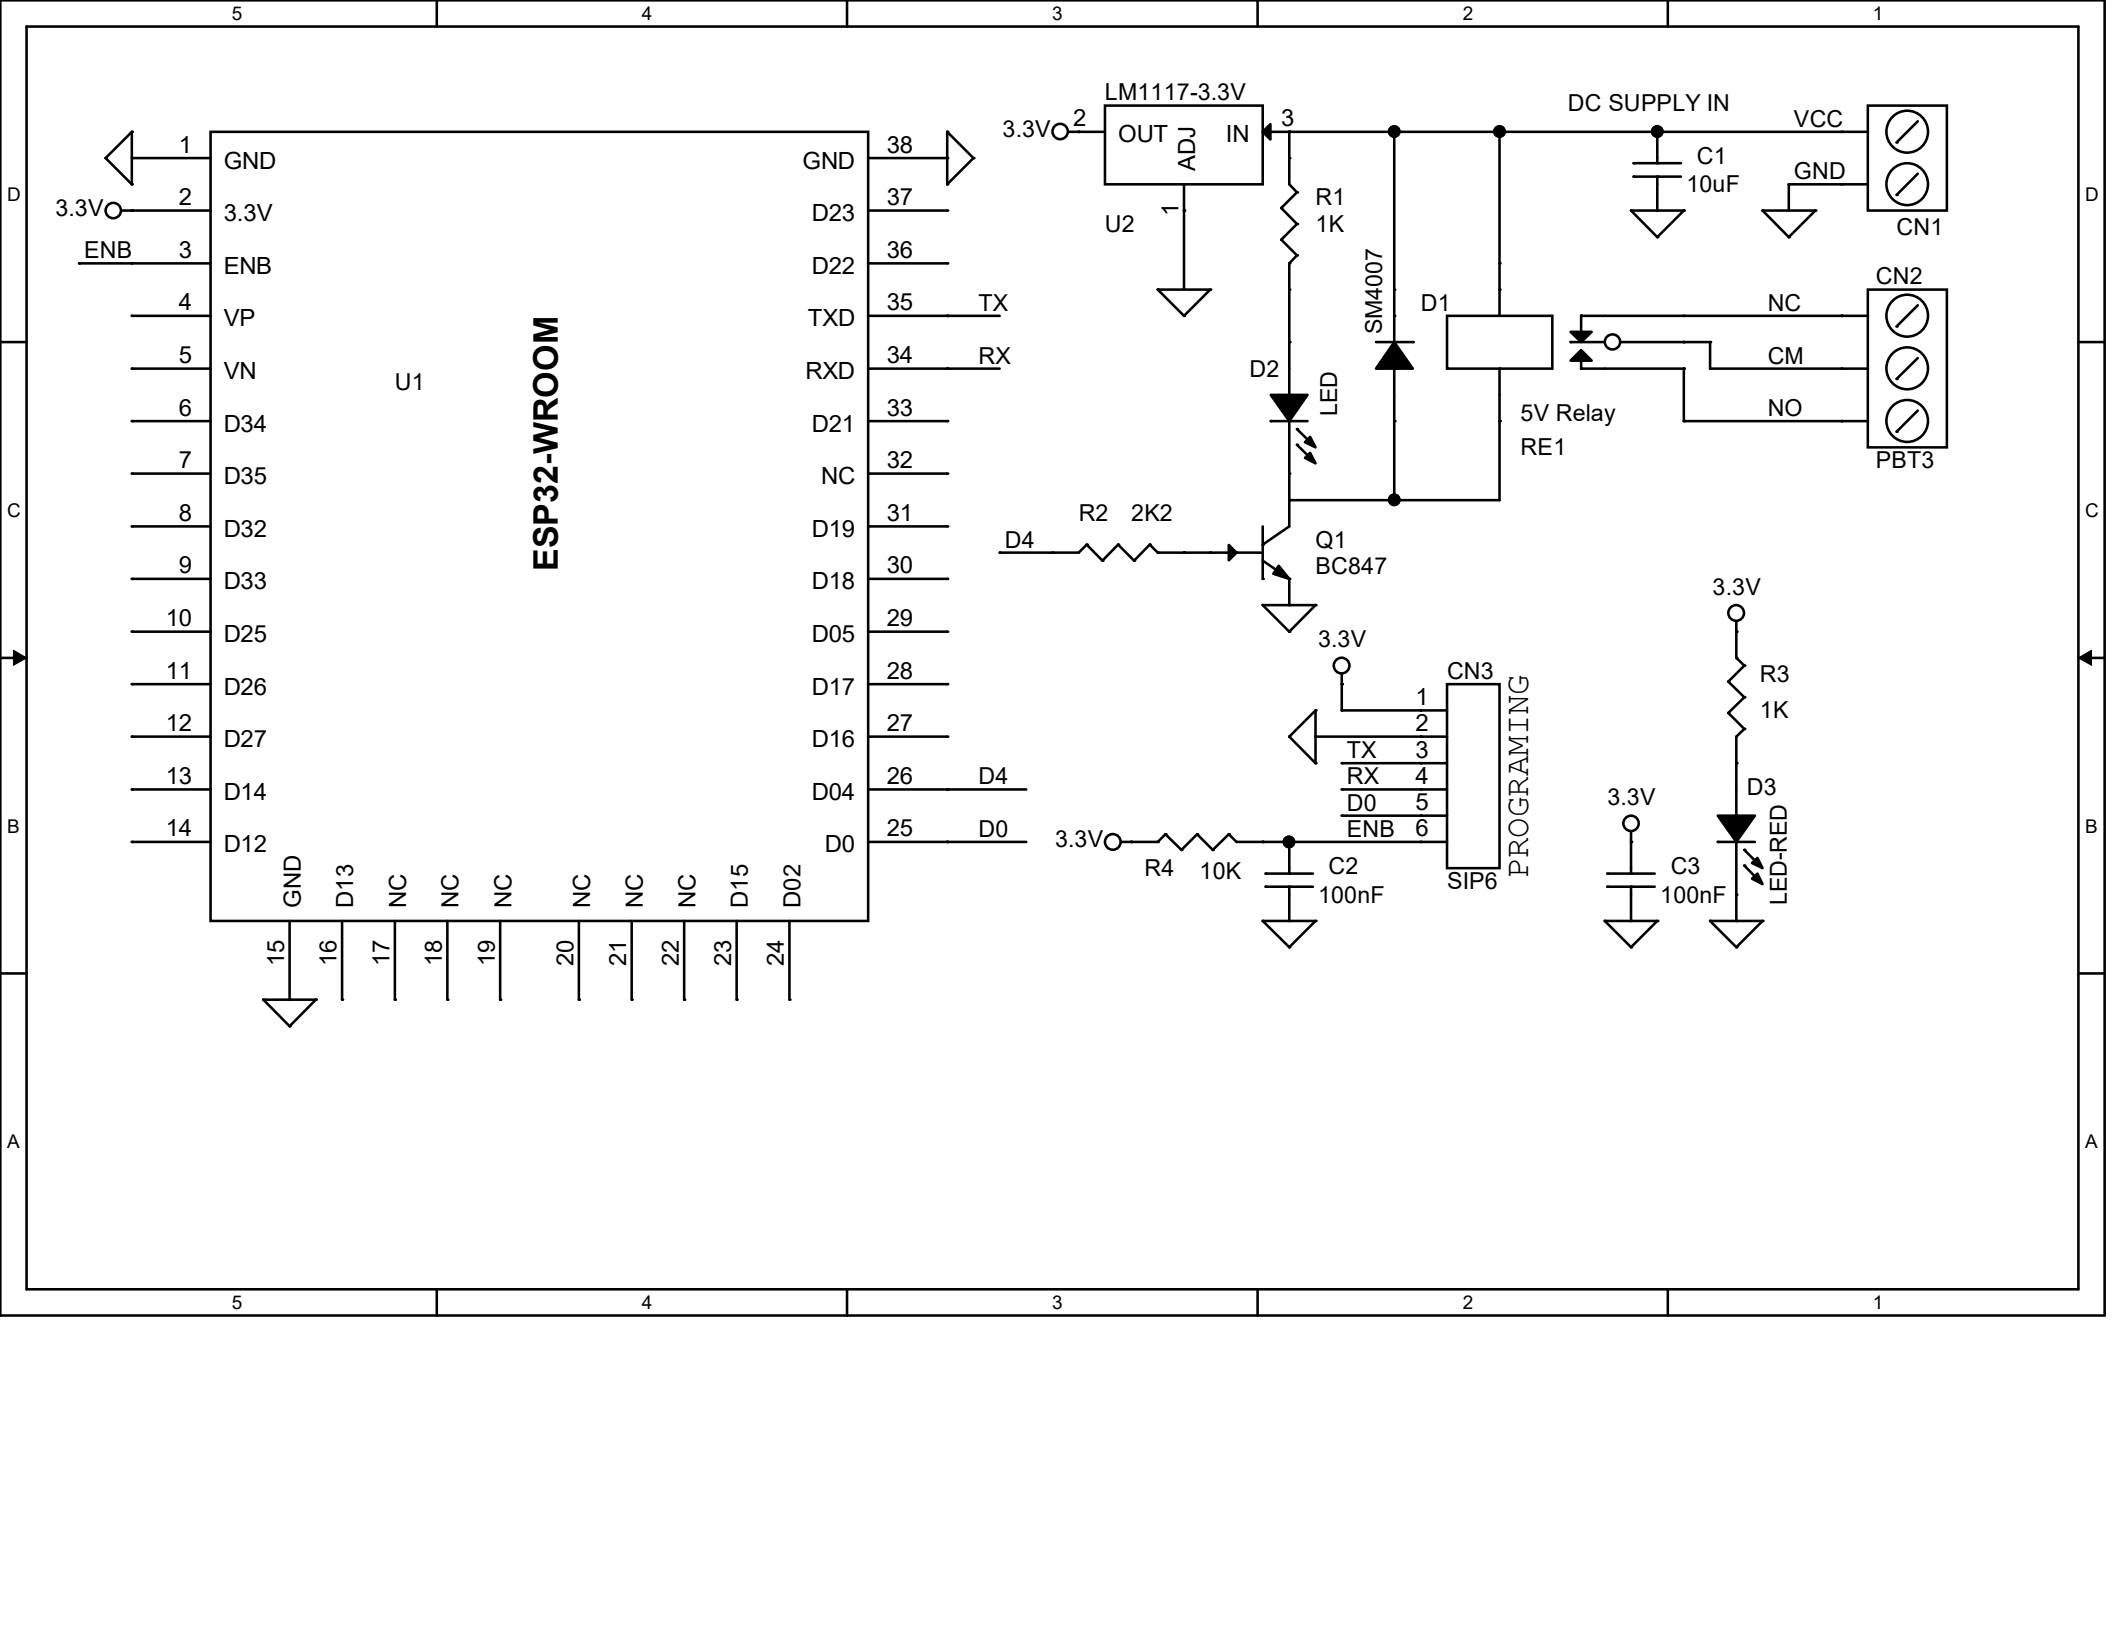 5 4 3 2 1
D
C
B
A
D
C
B
A
ESP32-WROOM
U1
1 GND
3.3V 2 3.3V
ENB 3 ENB
4 VP
5 VN
6 D34
7 D35
8 D32
9 D33
10 D25
11 D26
12 D27
13 D14
14 D12
GND 38
D23 37
D22 36
TXD 35 TX
RXD 34 RX
D21 33
NC 32
D19 31
D18 30
D05 29
D17 28
D16 27
D04 26 D4
D0 25 D0
GND D13 NC NC NC NC NC NC D15 D02
15 16 17 18 19 20 21 22 23 24
LM1117-3.3V
3.3V 2 OUT ADJ IN 3
1
U2
R1
1K
D2
LED
SM4007
D1
5V Relay
RE1
DC SUPPLY IN
VCC
GND
C1
10uF
CN1
CN2
NC
CM
NO
PBT3
D4
R2 2K2
Q1
BC847
3.3V
CN3
1
2
TX 3
RX 4
D0 5
ENB 6
SIP6
PROGRAMING
3.3V
R4 10K
C2
100nF
3.3V
C3
100nF
3.3V
R3
1K
D3
LED-RED
5 4 3 2 1